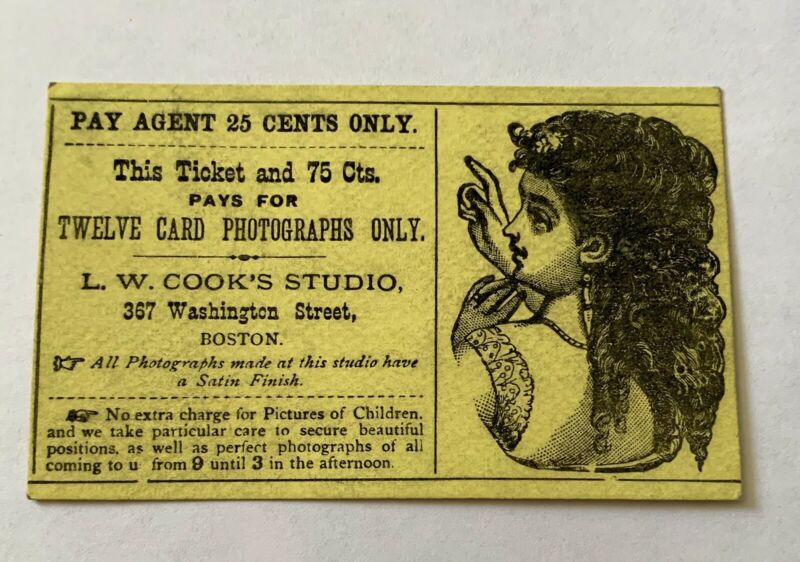 PAY AGENT 25 CENTS ONLY.
This Ticket and 75 Cts.
PAYS FOR
TWELVE CARD PHOTOGRAPHS ONLY.
L. W. COOK'S STUDIO,
367 Washington Street,
BOSTON.
All Photographs made at this studio have
a Satin Finish.
No extra charge for Pictures of Children.
and we take particular care to secure beautiful
positions, as well as perfect photographs of all
coming to u from 9 until 3 in the afternoon.